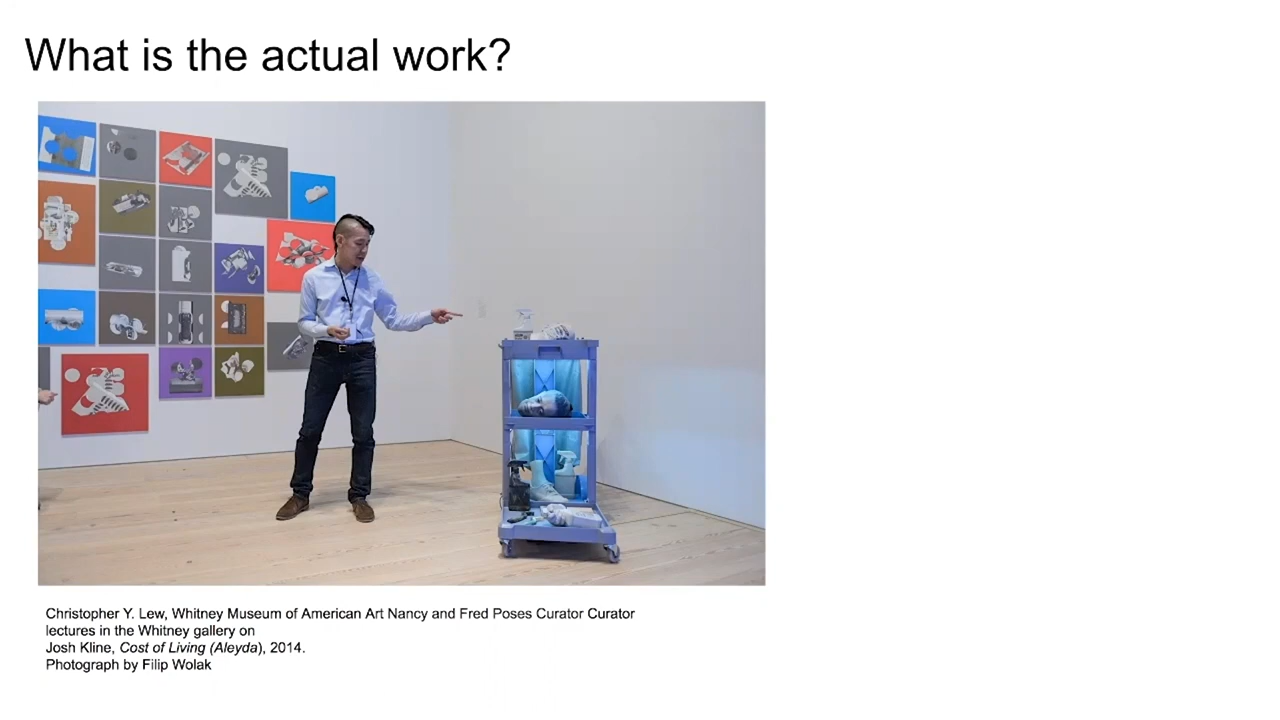 What is the actual work?
Christopher Y. Lew, Whitney Museum of American Art Nancy and Fred Poses Curator Curator
lectures in the Whitney gallery on
Josh Kline, Cost of Living (Aleyda), 2014.
Photograph by Filip Wolak